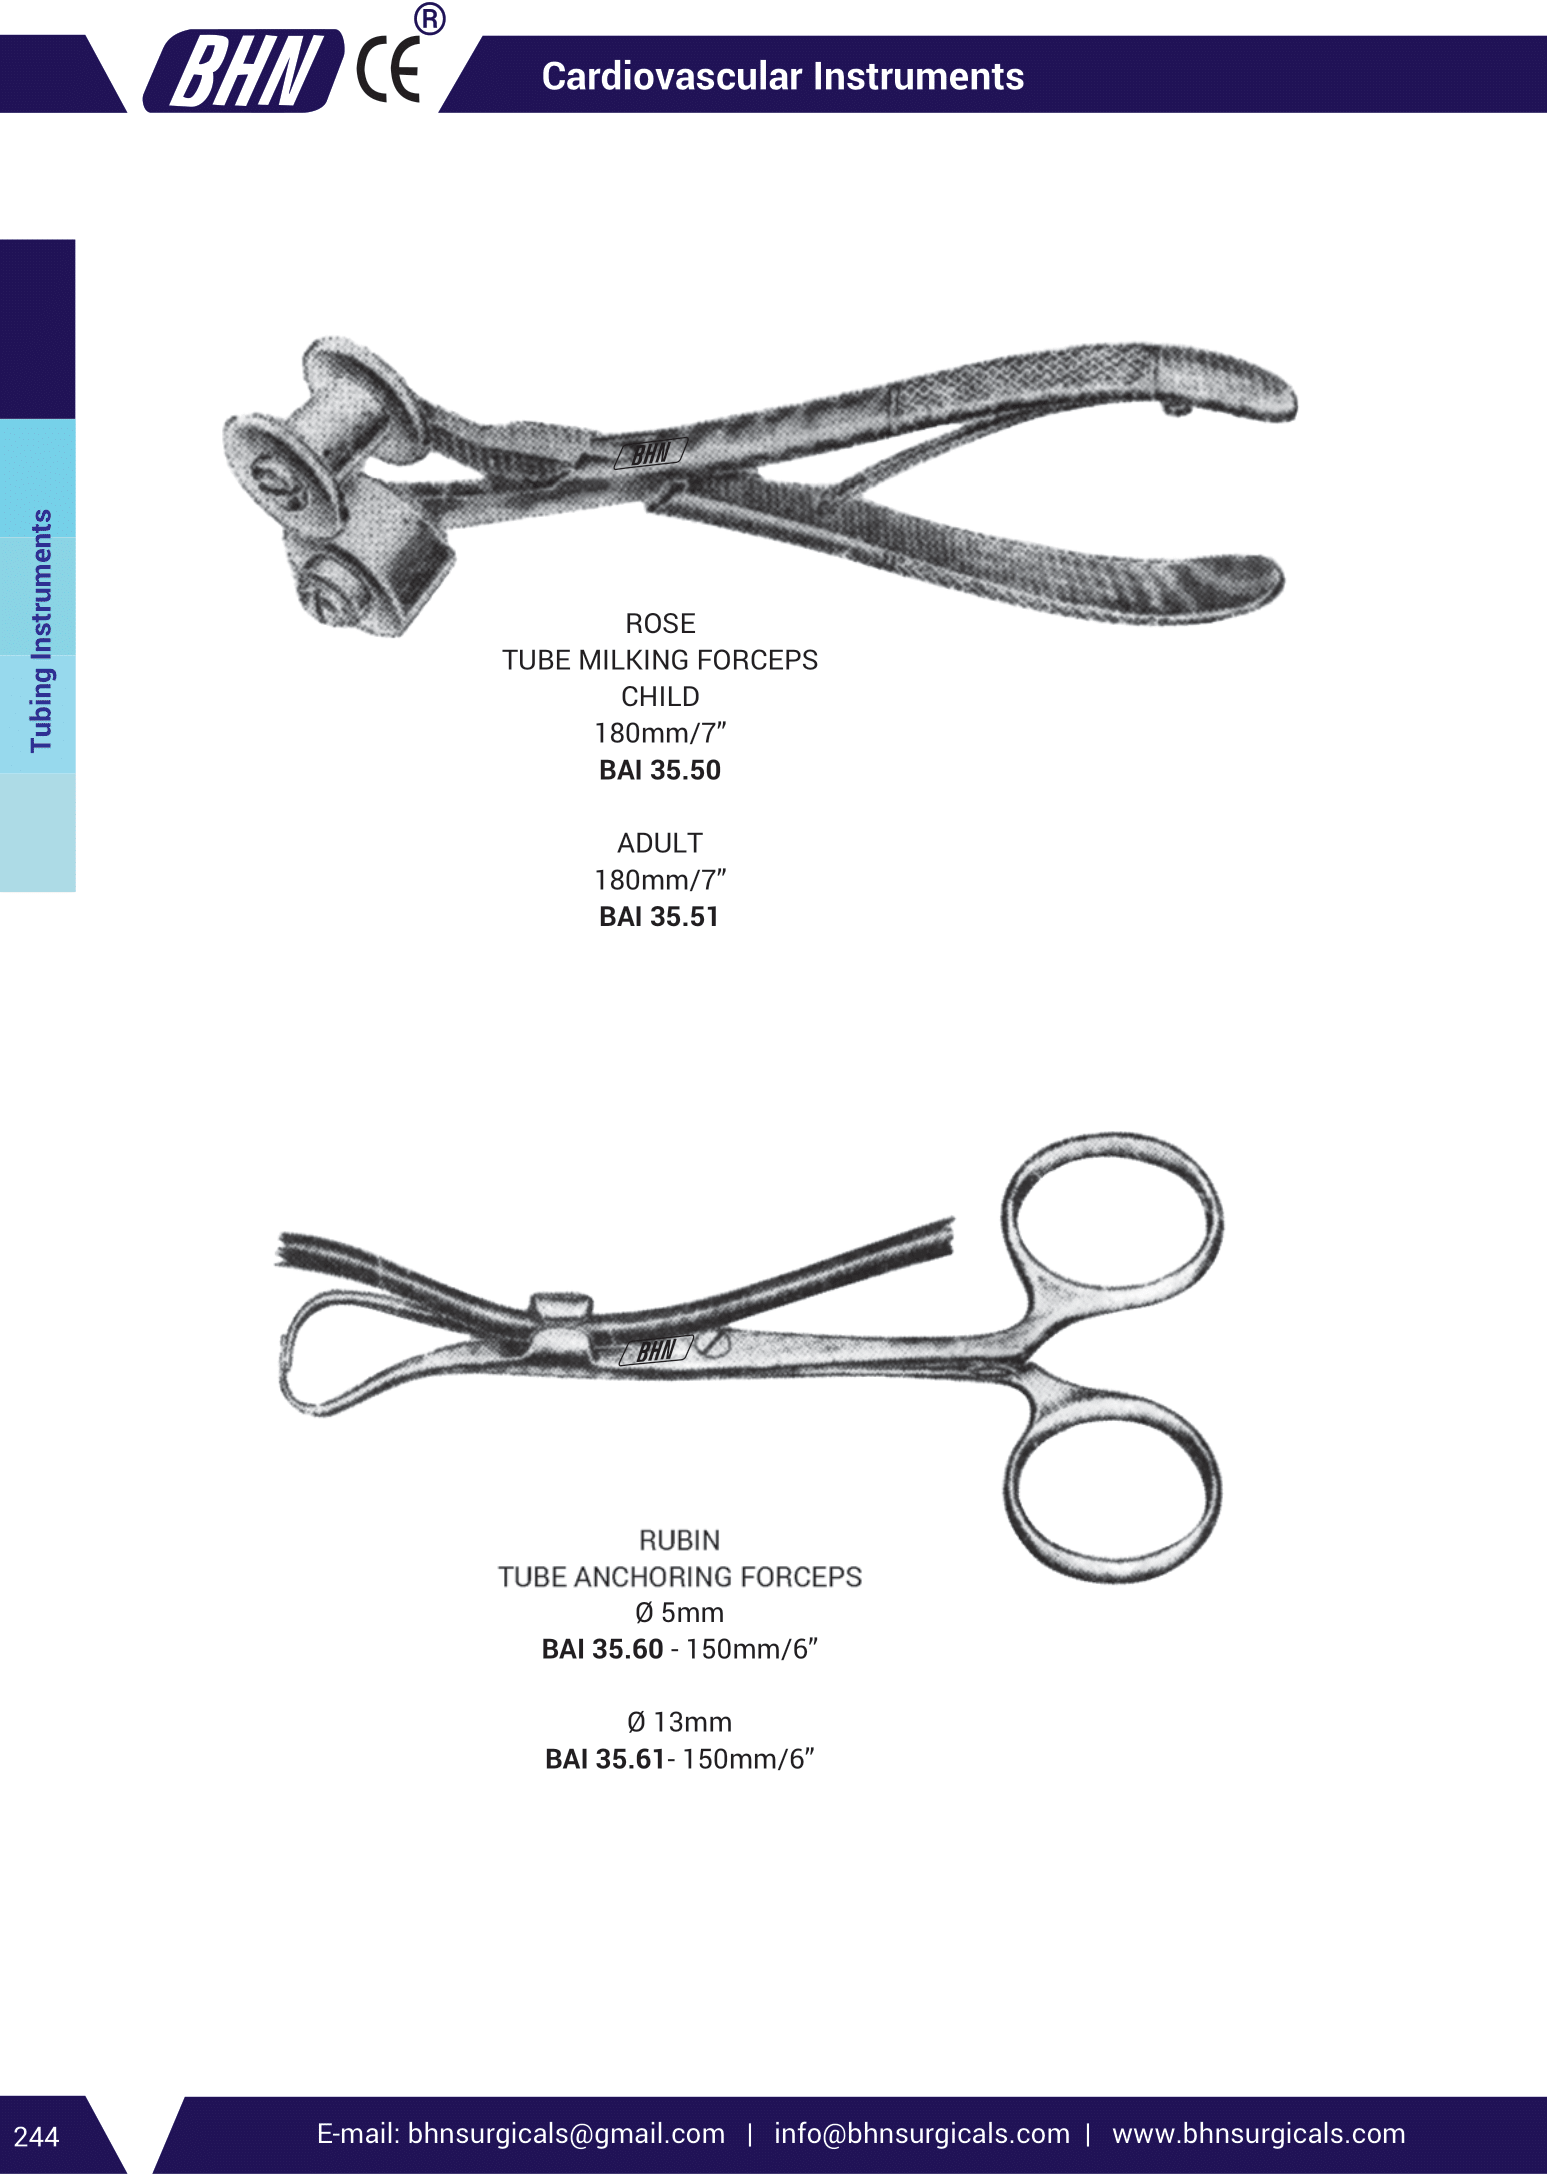 BHN CE ®
Cardiovascular Instruments
Tubing Instruments
BHN
ROSE
TUBE MILKING FORCEPS
CHILD
180mm/7”
BAI 35.50
ADULT
180mm/7”
BAI 35.51
BHN
RUBIN
TUBE ANCHORING FORCEPS
Ø 5mm
BAI 35.60 - 150mm/6”
Ø 13mm
BAI 35.61- 150mm/6”
244
E-mail: bhnsurgicals@gmail.com | info@bhnsurgicals.com | www.bhnsurgicals.com